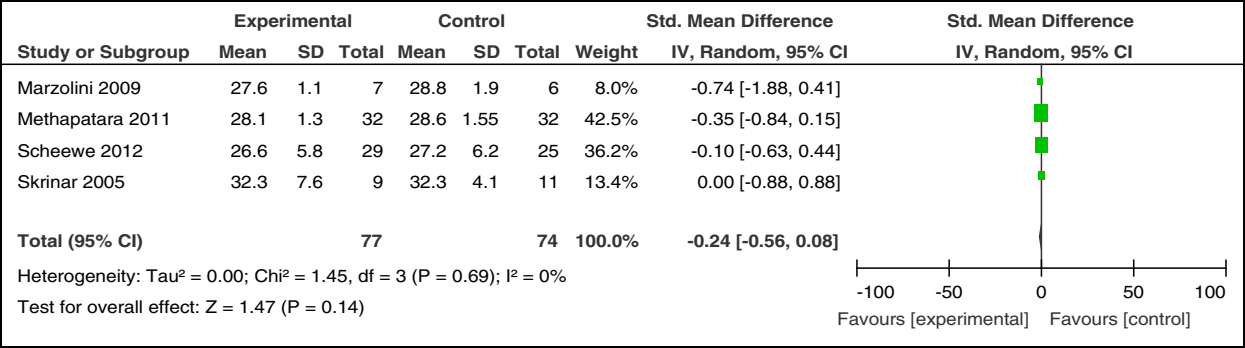 Experimental Control Std. Mean Difference Std. Mean Difference
Study or Subgroup Mean SD Total Mean SD Total Weight IV, Random, 95% CI IV, Random, 95% CI
Marzolini 2009 27.6 1.1 7 28.8 1.9 6 8.0% -0.74 [-1.88, 0.41]
Methapatara 2011 28.1 1.3 32 28.6 1.55 32 42.5% -0.35 [-0.84, 0.15]
Scheewe 2012 26.6 5.8 29 27.2 6.2 25 36.2% -0.10 [-0.63, 0.44]
Skrinar 2005 32.3 7.6 9 32.3 4.1 11 13.4% 0.00 [-0.88, 0.88]
Total (95% CI) 77 74 100.0% -0.24 [-0.56, 0.08]
Heterogeneity: Tau² = 0.00; Chi² = 1.45, df = 3 (P = 0.69); I² = 0%
Test for overall effect: Z = 1.47 (P = 0.14)
-100 -50 0 50 100
Favours [experimental] Favours [control]